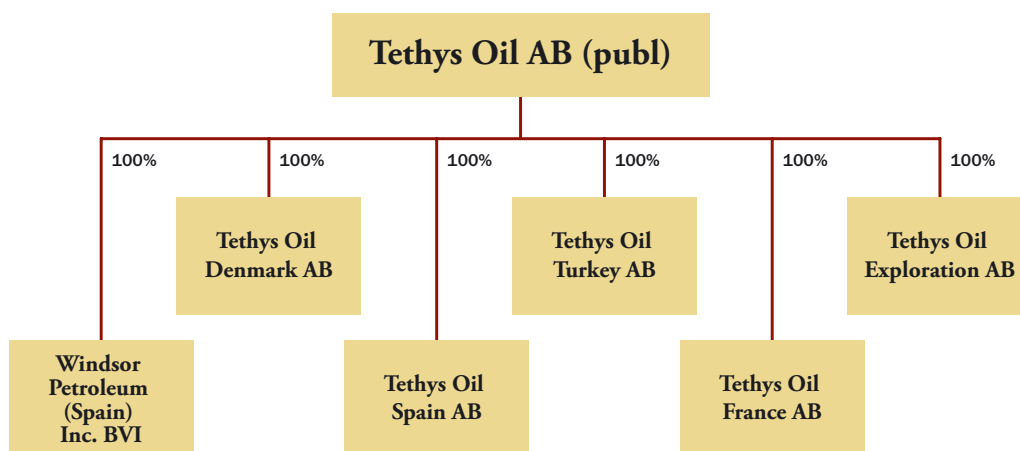 Tethys Oil AB (publ)
100%
100%
100%
100%
100%
100%
Tethys Oil
Denmark AB
Tethys Oil
Turkey AB
Tethys Oil
Exploration AB
Windsor
Petroleum
(Spain)
Inc. BVI
Tethys Oil
Spain AB
Tethys Oil
France AB